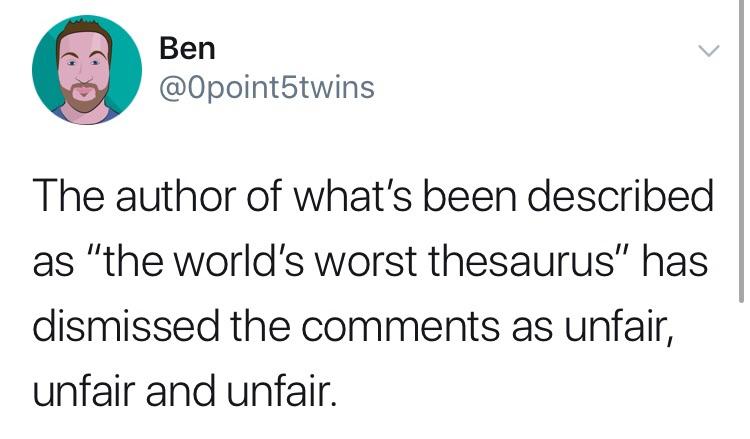 Ben
@0point5twins
The author of what’s been described
as “the world’s worst thesaurus” has
dismissed the comments as unfair,
unfair and unfair.